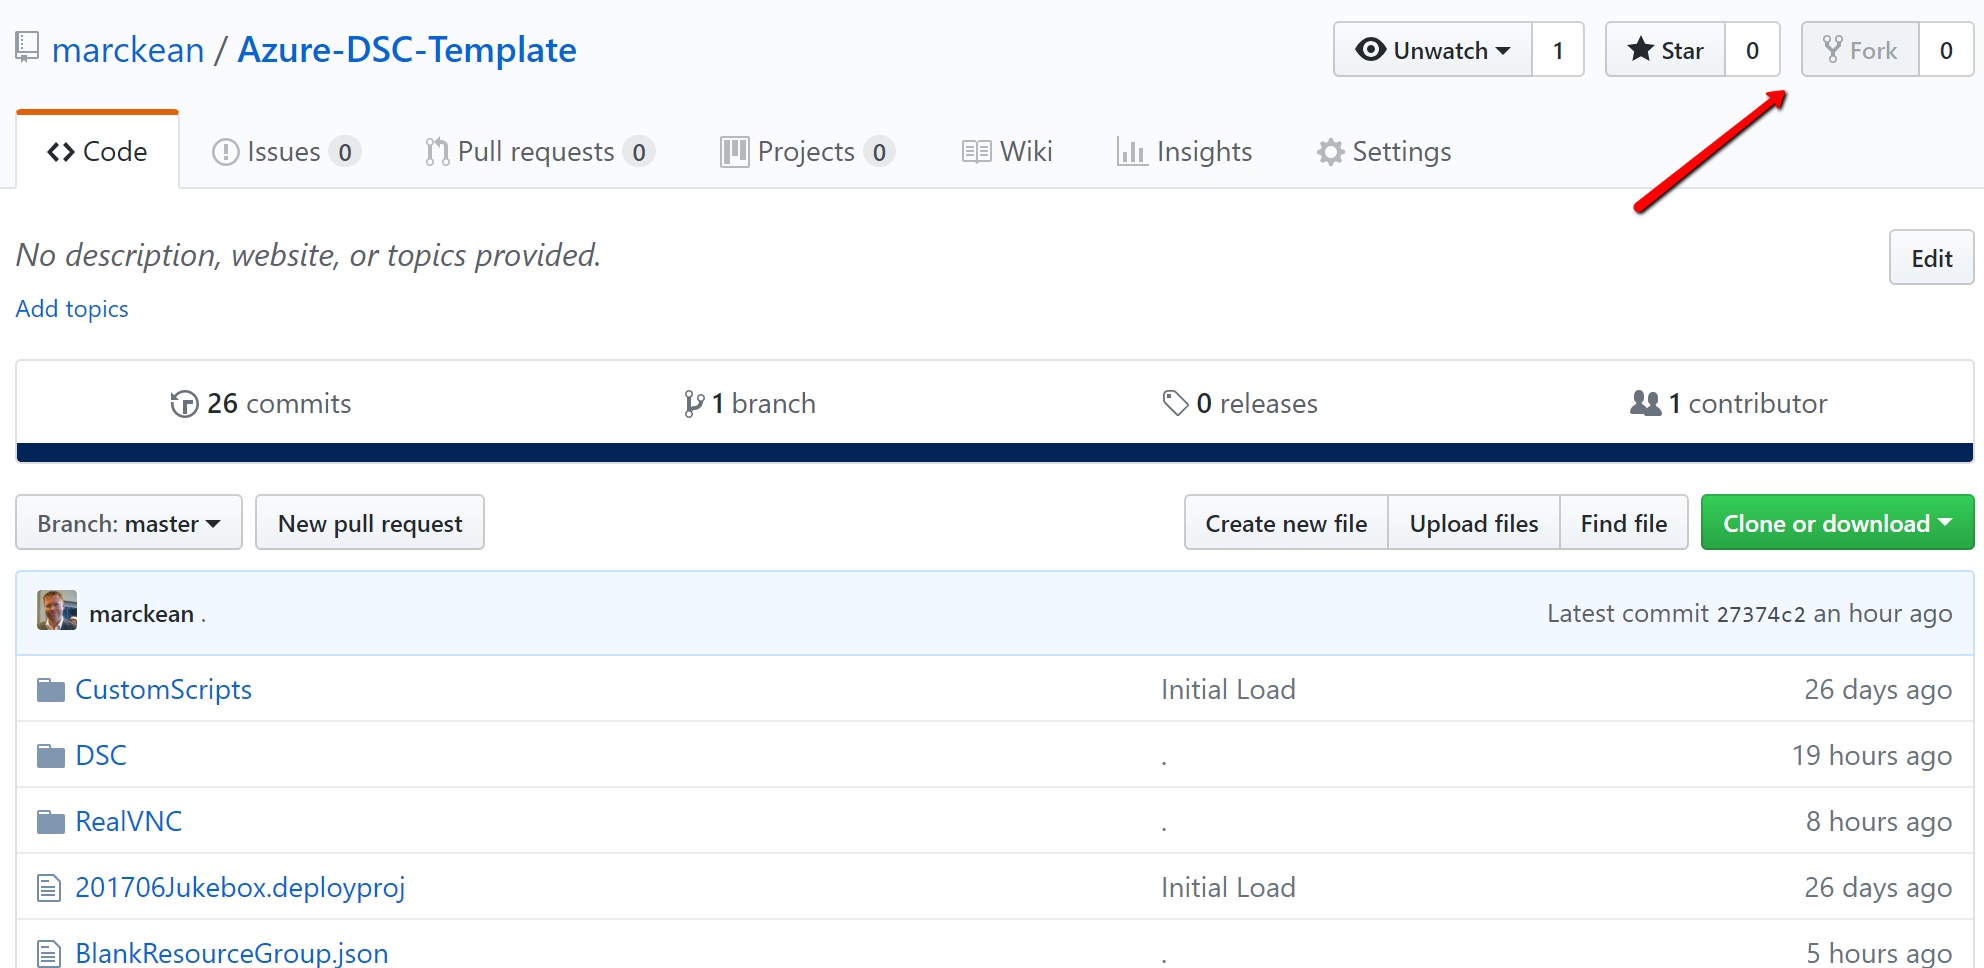 marckean / Azure-DSC-Template
Unwatch 1
Star 0
Fork 0
Code
Issues 0
Pull requests 0
Projects 0
Wiki
Insights
Settings
No description, website, or topics provided.
Edit
Add topics
26 commits
1 branch
0 releases
1 contributor
Branch: master
New pull request
Create new file
Upload files
Find file
Clone or download
marckean .
Latest commit 27374c2 an hour ago
CustomScripts Initial Load 26 days ago
DSC . 19 hours ago
RealVNC . 8 hours ago
201706Jukebox.deployproj Initial Load 26 days ago
BlankResourceGroup.json . 5 hours ago